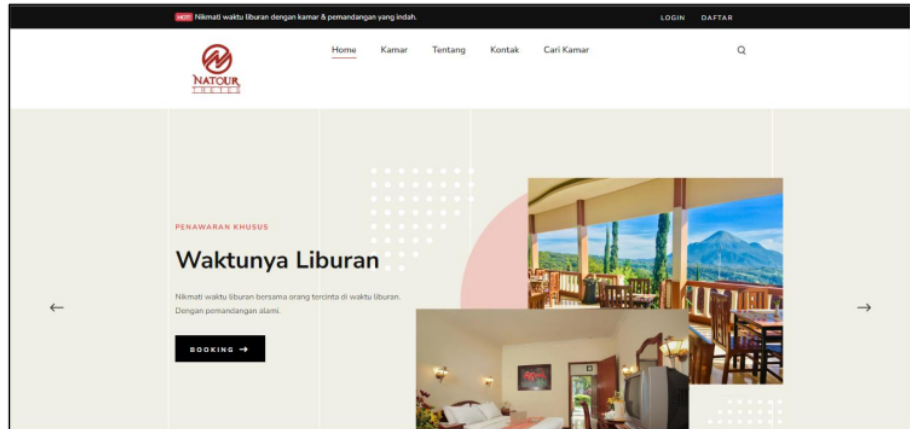 HOT! Nikmati waktu liburan dengan kamar & pemandangan yang indah.
LOGIN DAFTAR
NATOUR
TRETES
Home Kamar Tentang Kontak Cari Kamar
PENAWARAN KHUSUS
Waktunya Liburan
Nikmati waktu liburan bersama orang tercinta di waktu liburan.
Dengan pemandangan alami.
BOOKING →